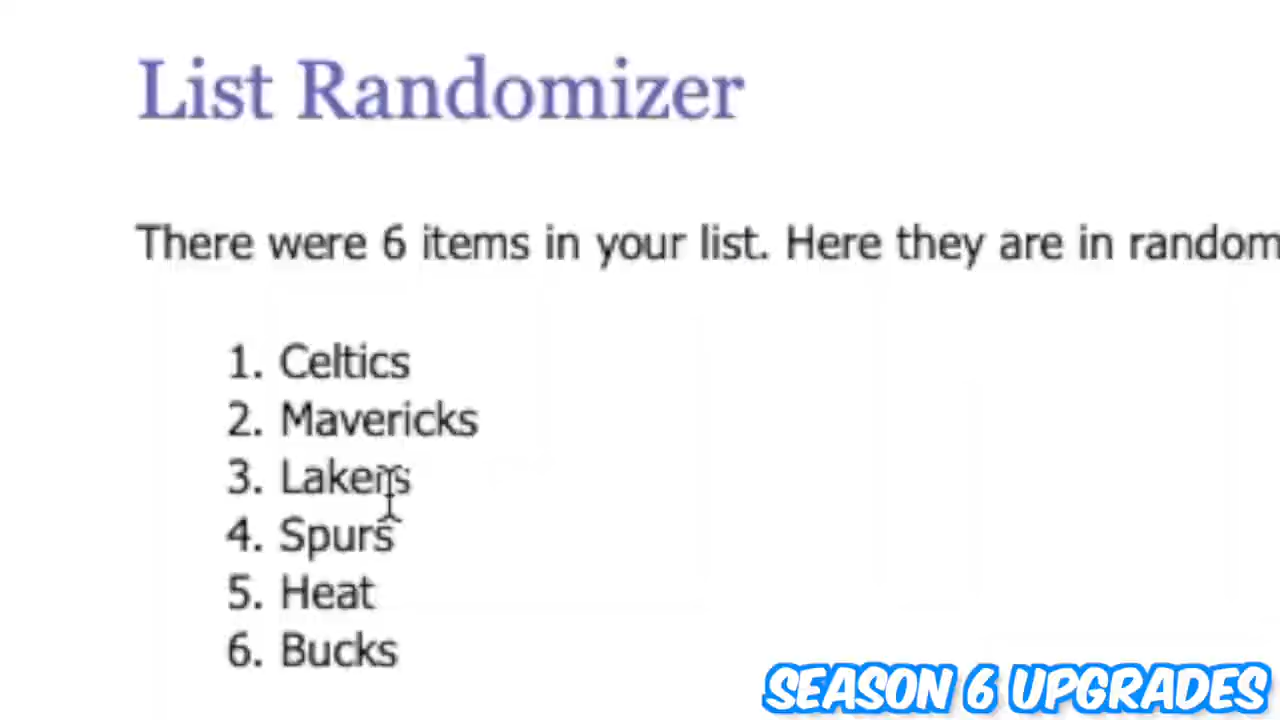 List Randomizer
There were 6 items in your list. Here they are in random
1. Celtics
2. Mavericks
3. Lakers
4. Spurs
5. Heat
6. Bucks
SEASON 6 UPGRADES